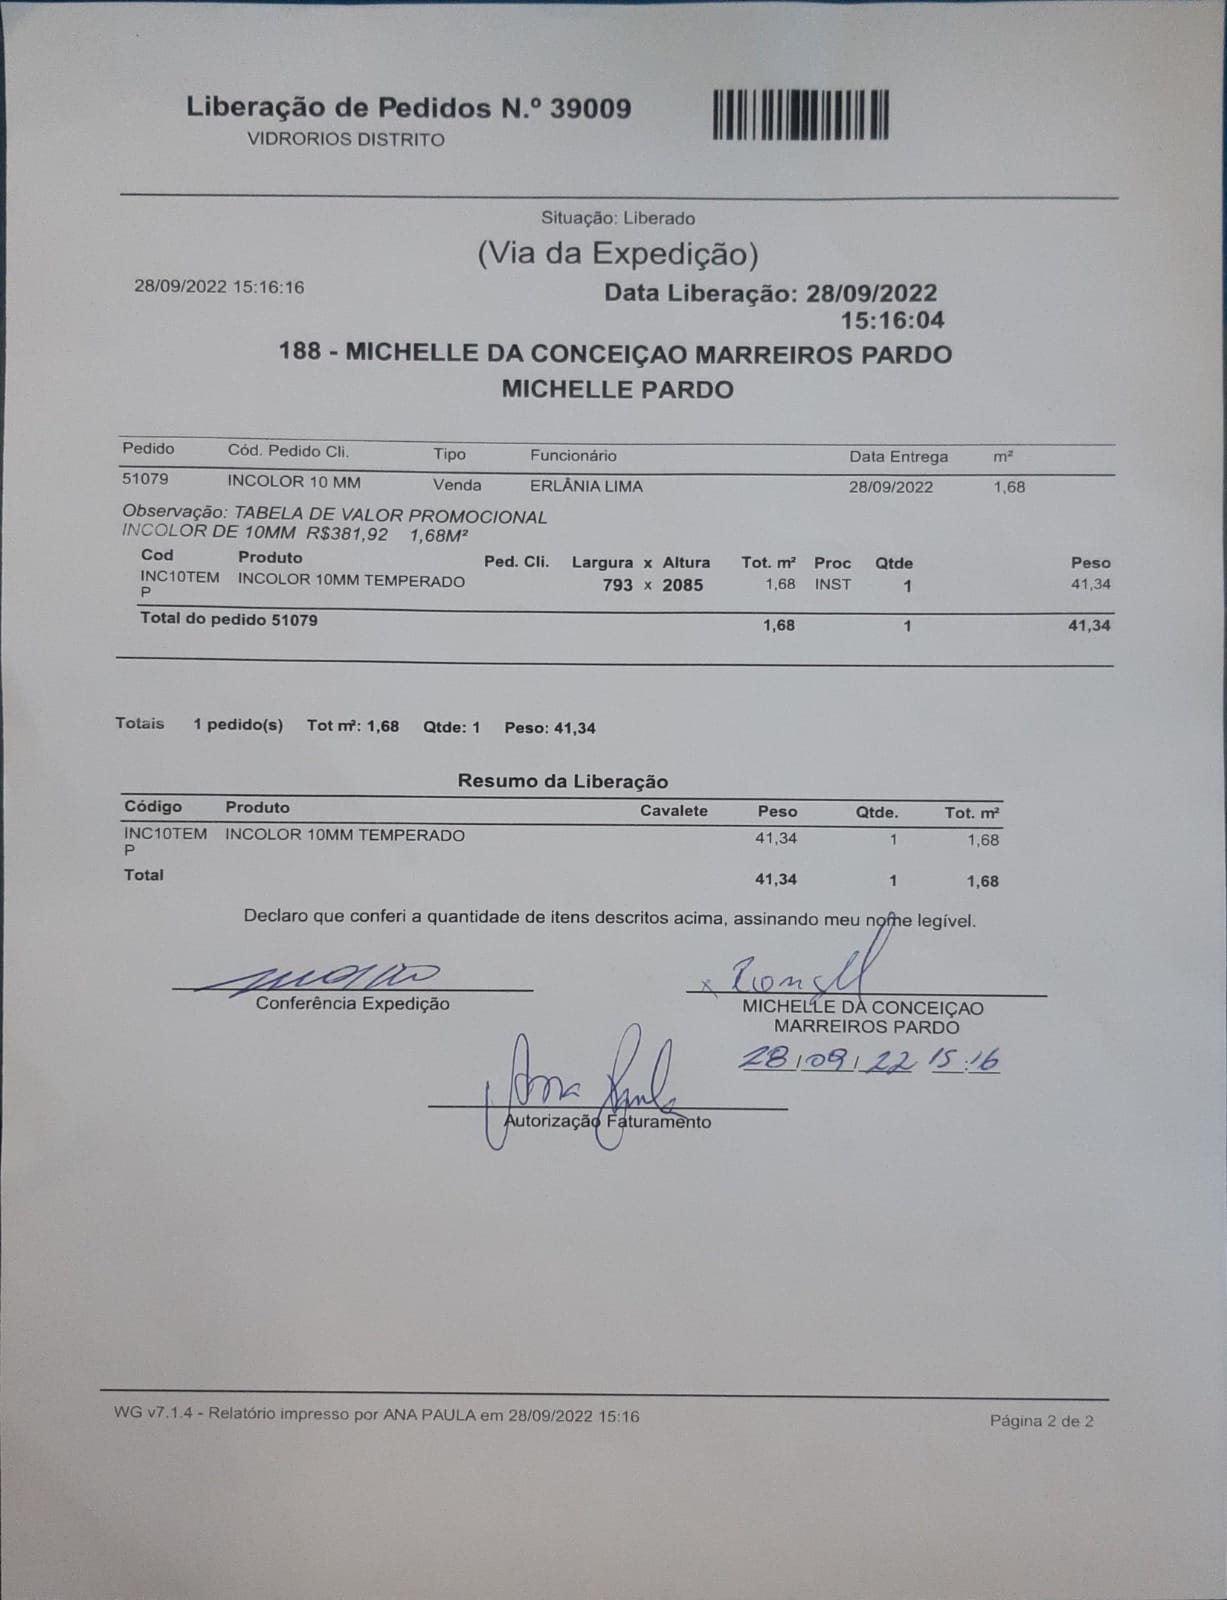 Liberação de Pedidos N.º 39009
VIDRORIOS DISTRITO
Situação: Liberado
(Via da Expedição)
28/09/2022 15:16:16
Data Liberação: 28/09/2022
15:16:04
188 - MICHELLE DA CONCEIÇAO MARREIROS PARDO
MICHELLE PARDO
Pedido Cód. Pedido Cli. Tipo Funcionário Data Entrega m²
51079 INCOLOR 10 MM Venda ERLÂNIA LIMA 28/09/2022 1,68
Observação: TABELA DE VALOR PROMOCIONAL
INCOLOR DE 10MM R$381,92 1,68M²
Cod Produto Ped. Cli. Largura x Altura Tot. m² Proc Qtde Peso
INC10TEM INCOLOR 10MM TEMPERADO 793 x 2085 1,68 INST 1 41,34
P
Total do pedido 51079 1,68 1 41,34
Totais 1 pedido(s) Tot m²: 1,68 Qtde: 1 Peso: 41,34
Resumo da Liberação
Código Produto Cavalete Peso Qtde. Tot. m²
INC10TEM INCOLOR 10MM TEMPERADO 41,34 1 1,68
P
Total 41,34 1 1,68
Declaro que conferi a quantidade de itens descritos acima, assinando meu nome legível.
x
Conferência Expedição
MICHELLE DA CONCEIÇAO
MARREIROS PARDO
28/09/22 15:16
Ana Paula
Autorização Faturamento
WG v7.1.4 - Relatório impresso por ANA PAULA em 28/09/2022 15:16
Página 2 de 2